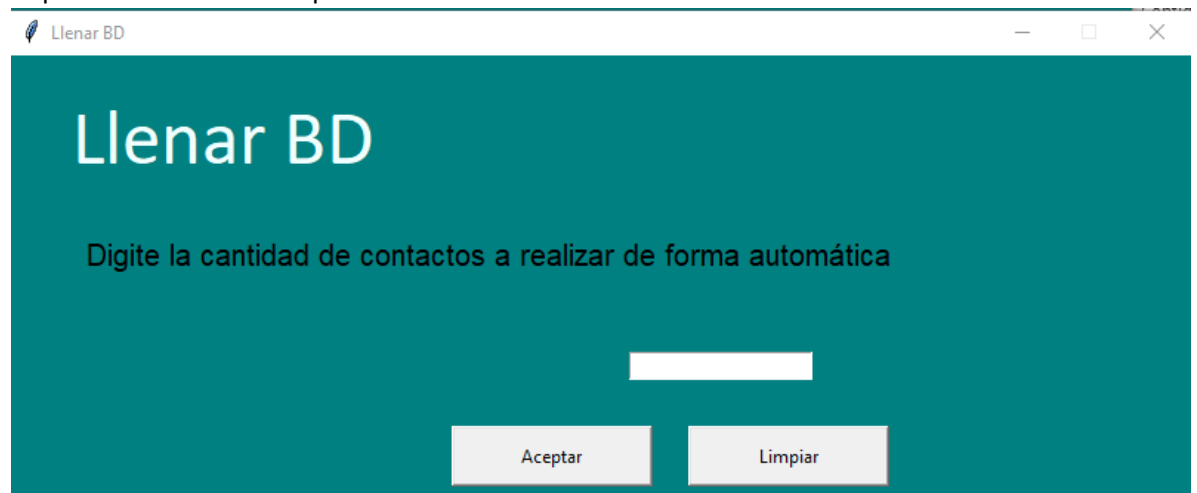 Llenar BD
Llenar BD
Digite la cantidad de contactos a realizar de forma automática
Aceptar
Limpiar